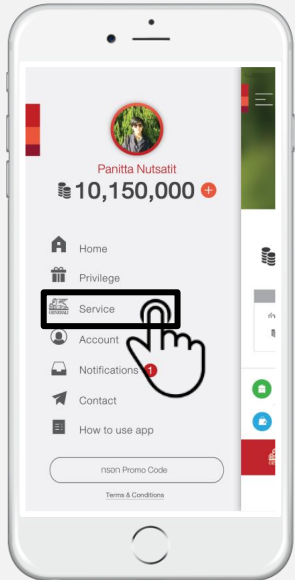 Panitta Nutsatit
10,150,000
Home
Privilege
GENERALI
Service
Account
Notifications 1
Contact
How to use app
กรอก Promo Code
Terms & Conditions